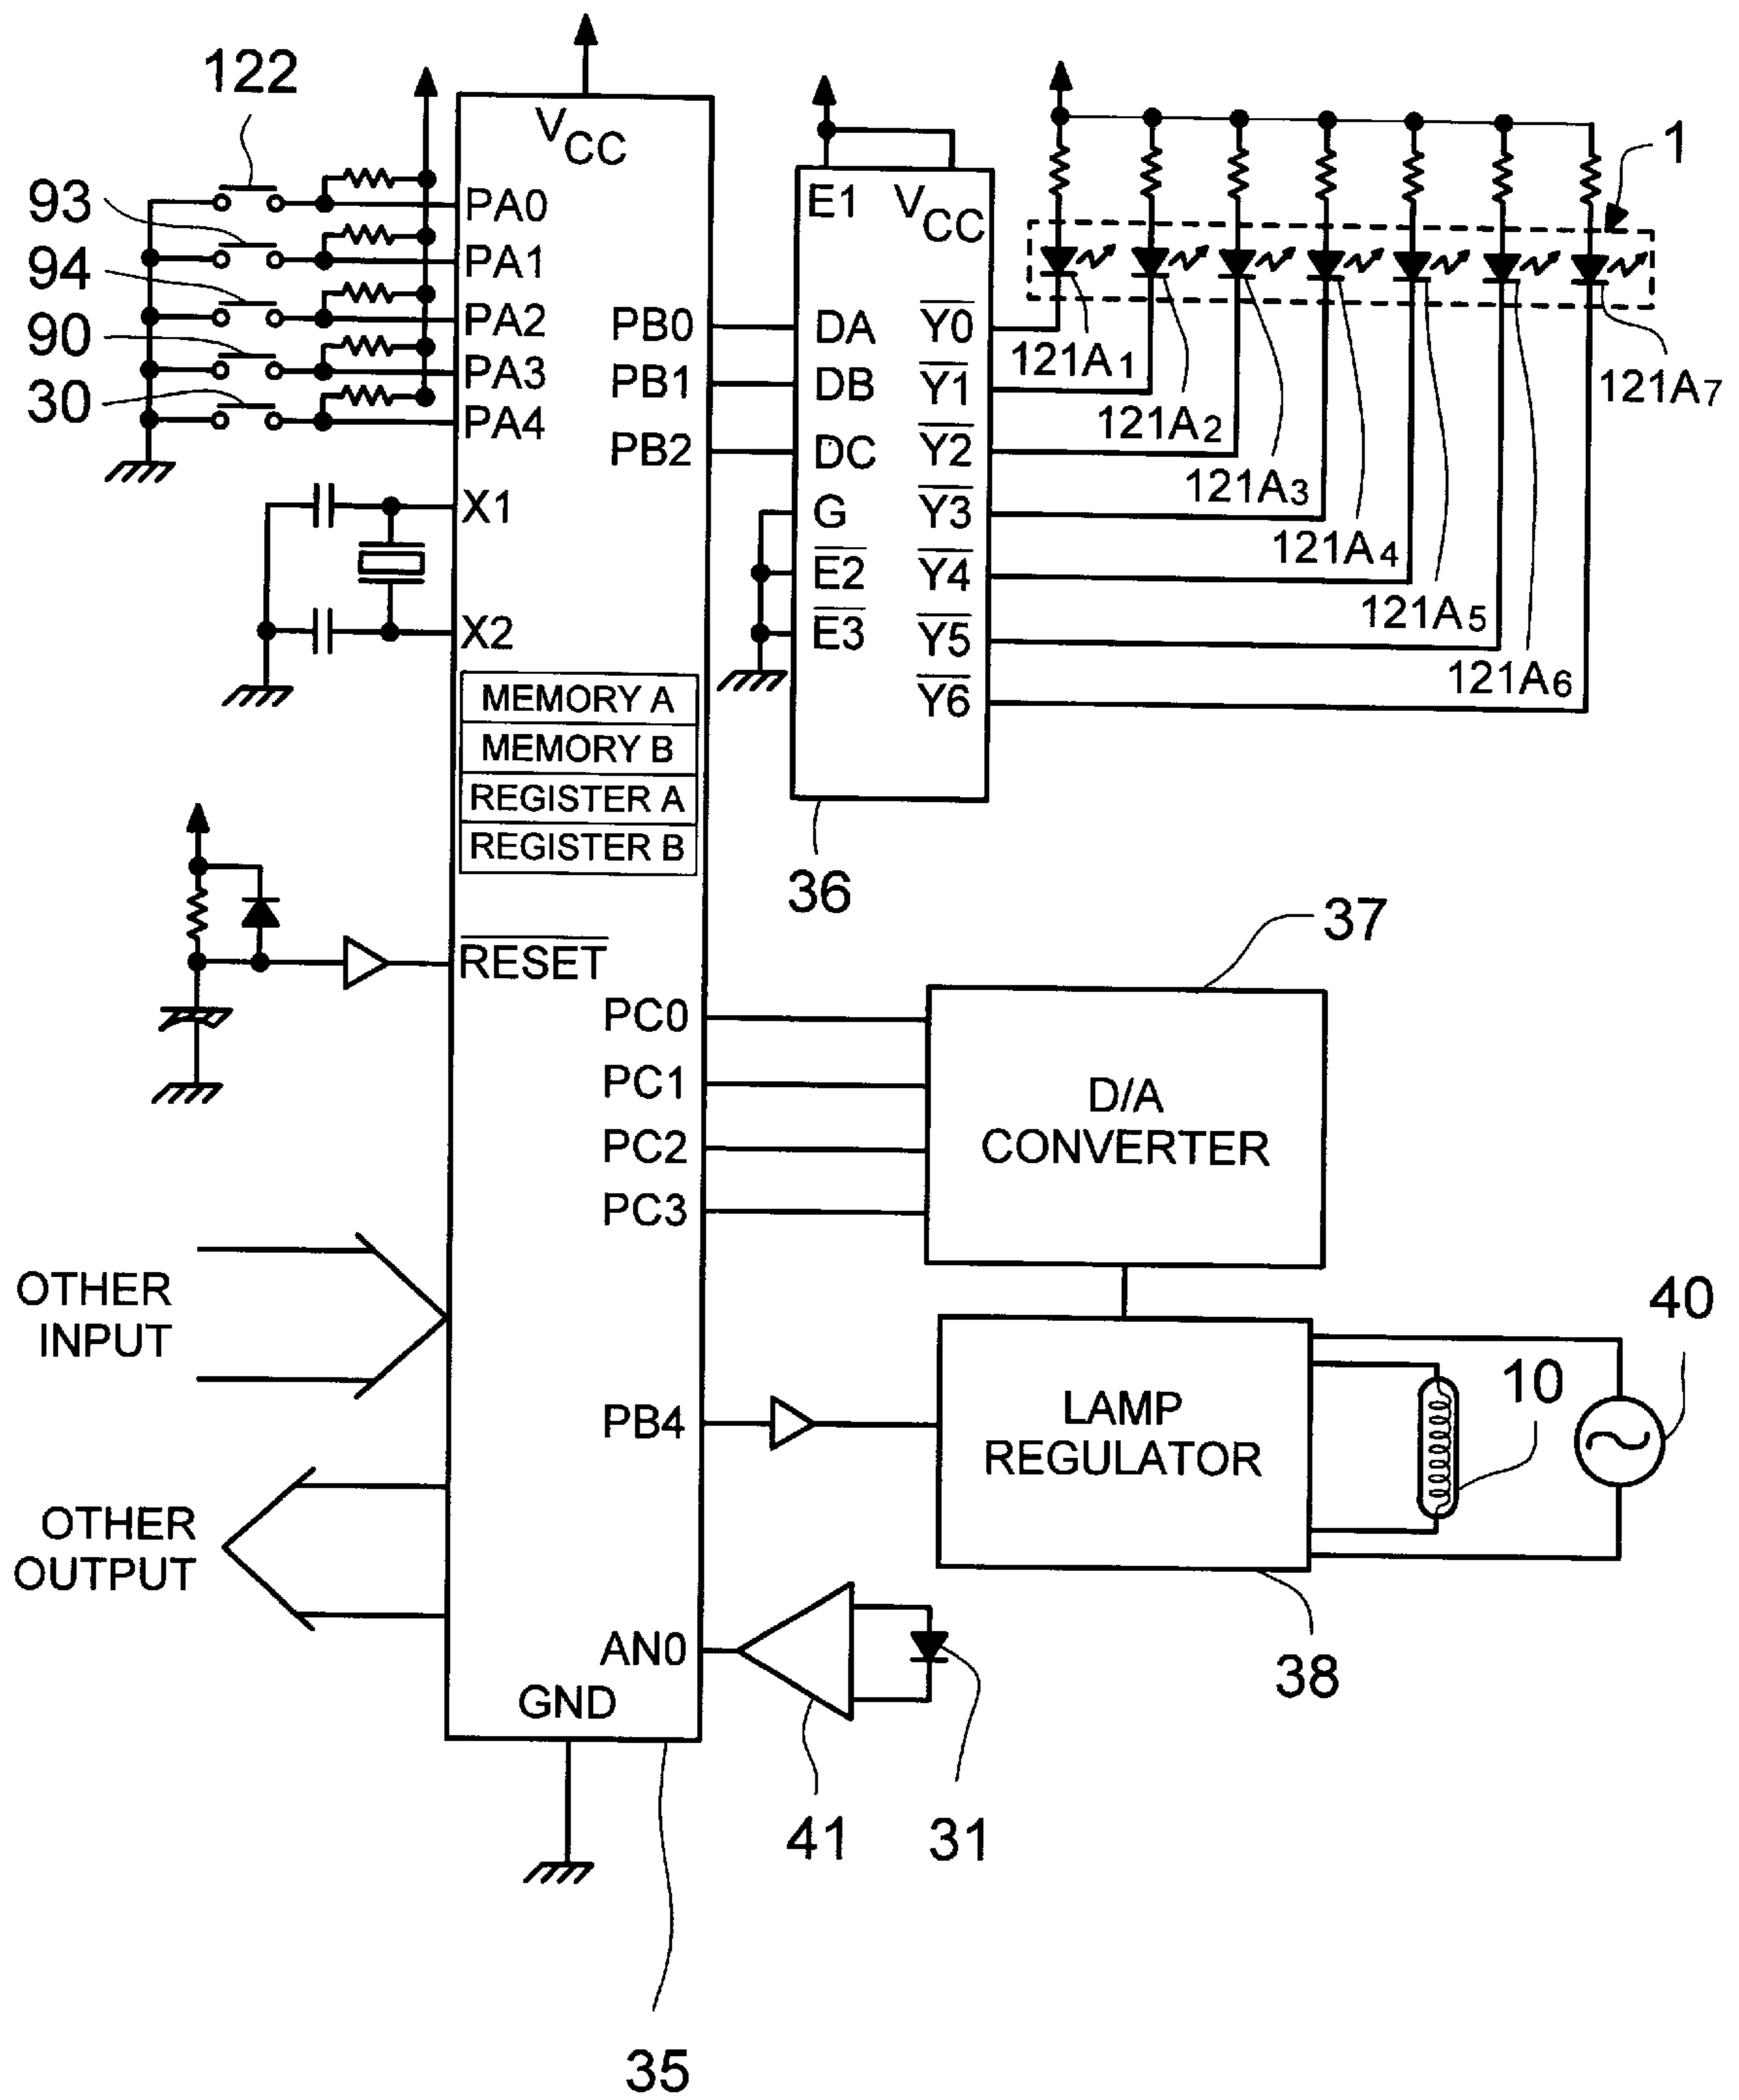 122
93
94
90
30
VCC
PA0
PA1
PA2
PA3
PA4
X1
X2
PB0
PB1
PB2
MEMORY A
MEMORY B
REGISTER A
REGISTER B
RESET
PC0
PC1
PC2
PC3
PB4
AN0
GND
35
E1
VCC
DA
DB
DC
G
E2
E3
Y0
Y1
Y2
Y3
Y4
Y5
Y6
36
1
121A1
121A2
121A3
121A4
121A5
121A6
121A7
37
D/A
CONVERTER
LAMP
REGULATOR
38
10
40
41
31
OTHER
INPUT
OTHER
OUTPUT